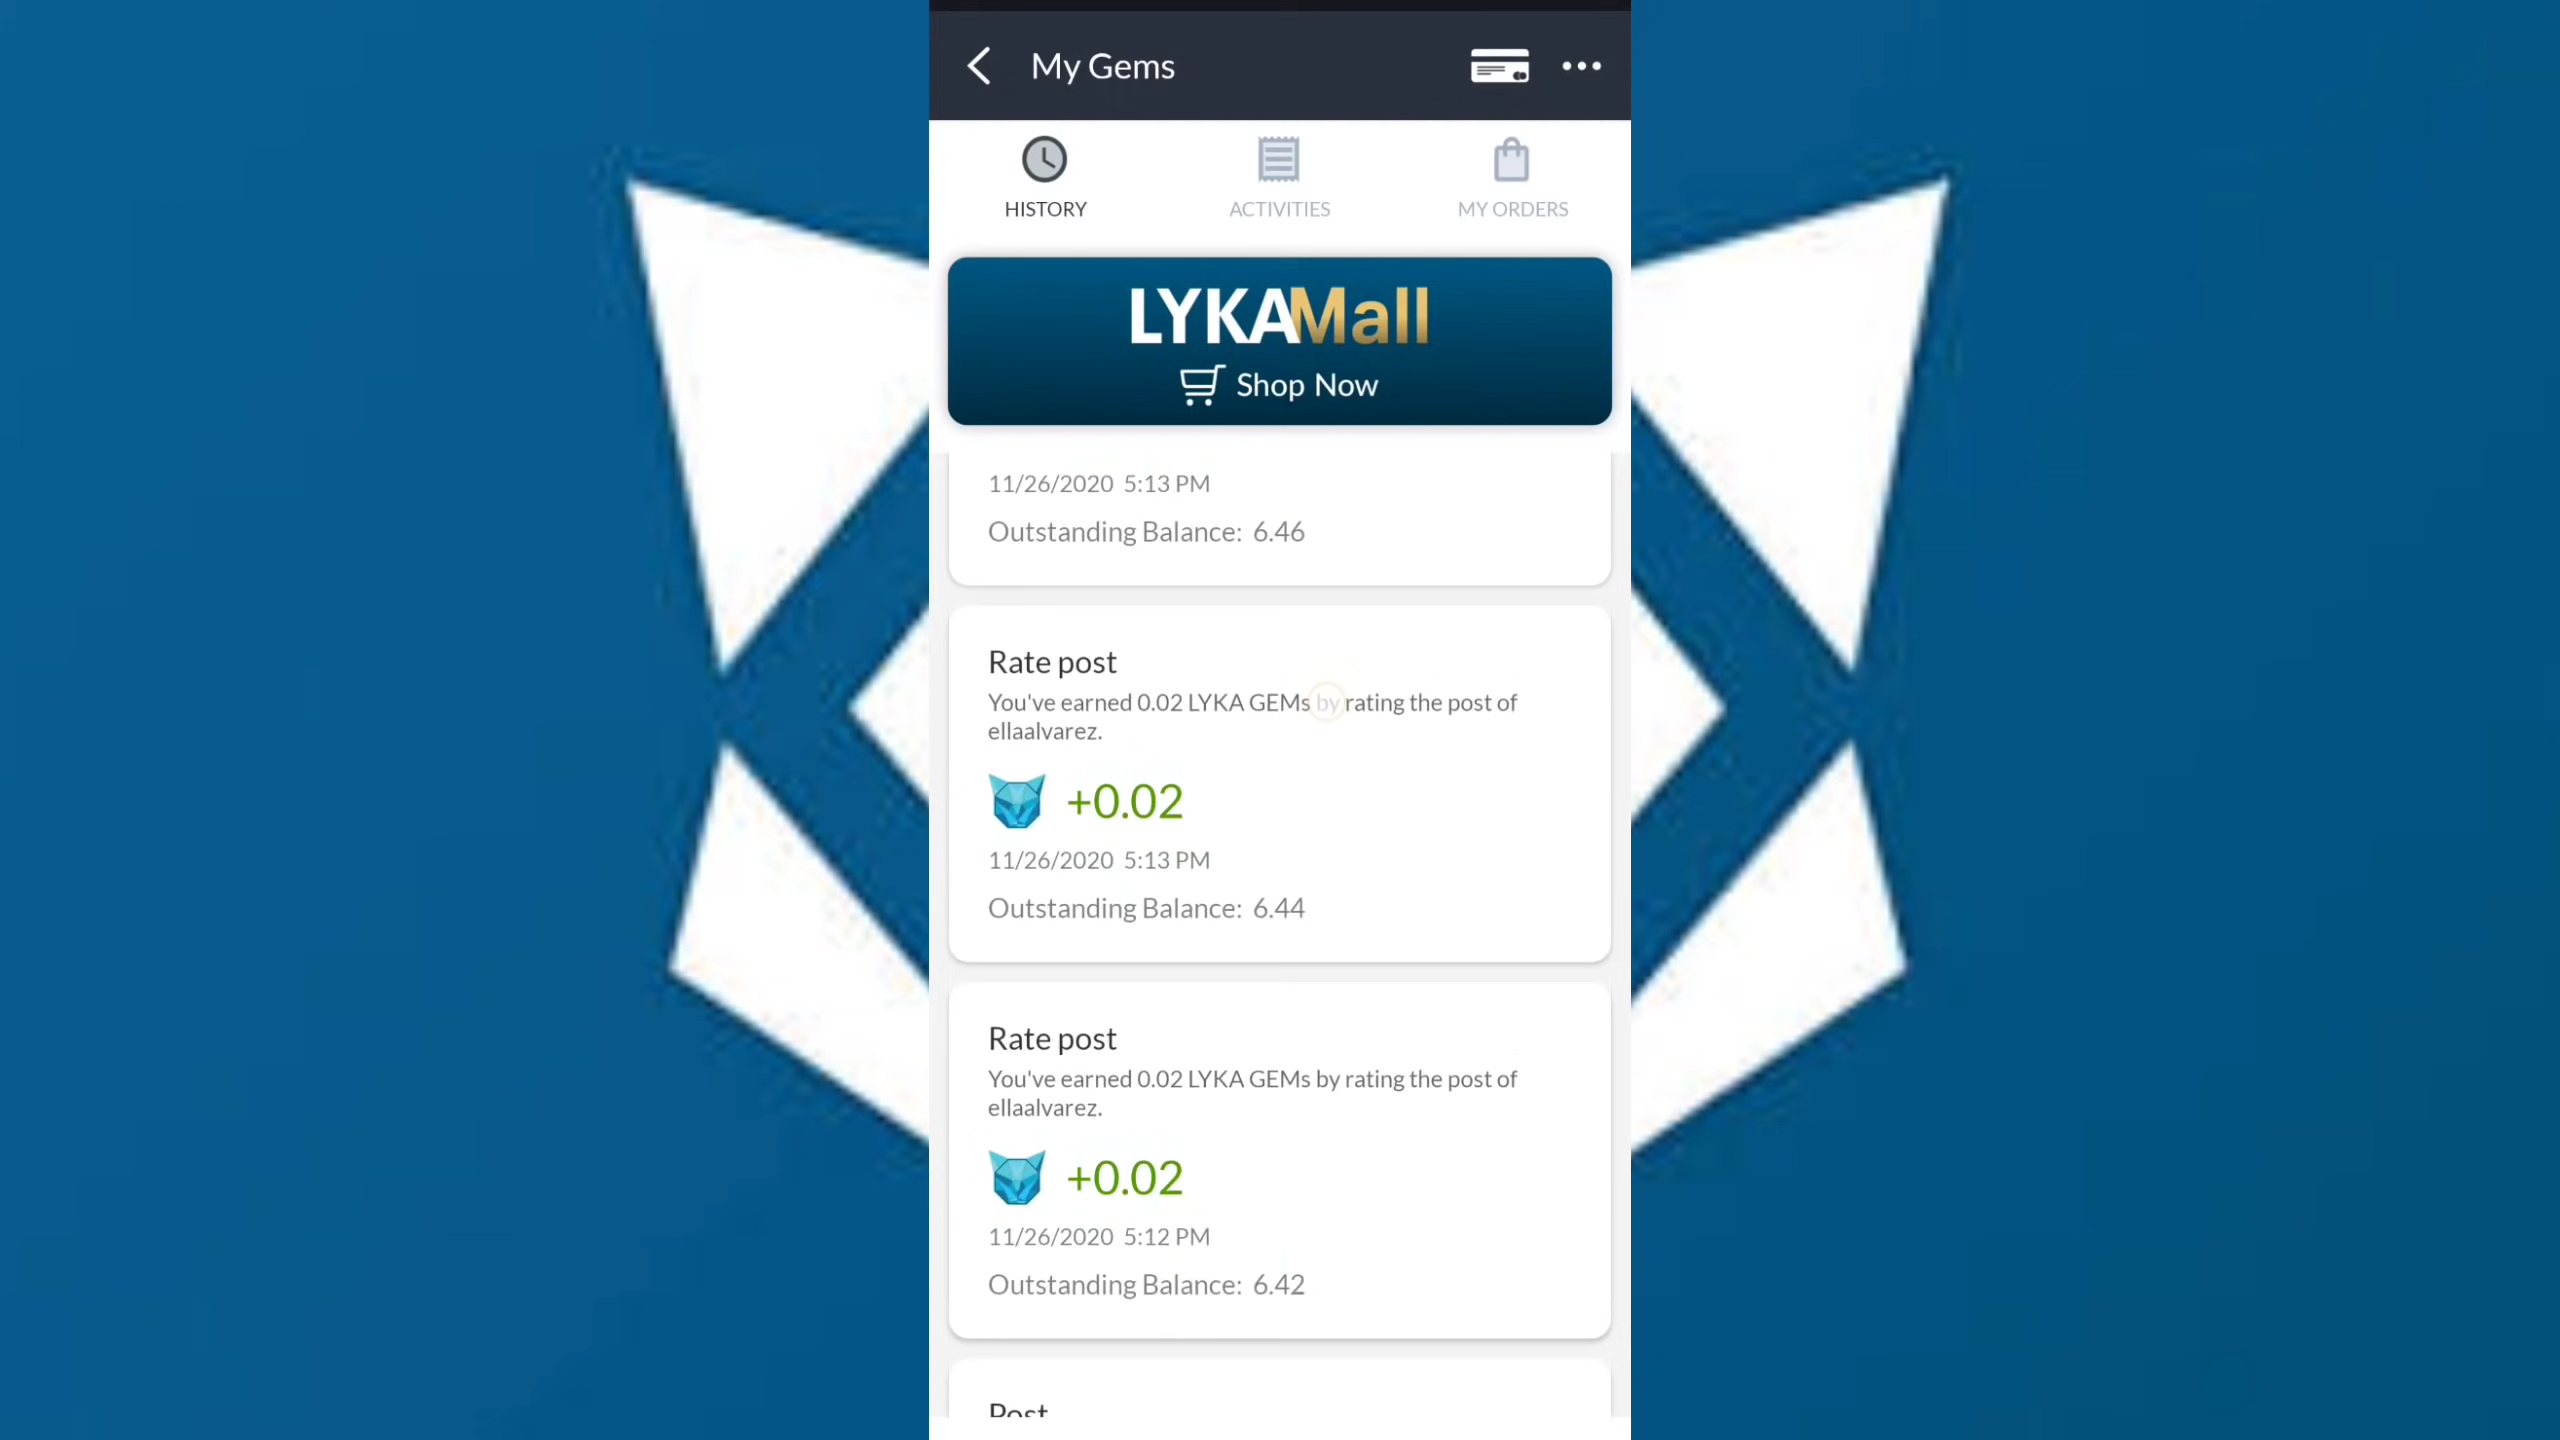 My Gems
HISTORY
ACTIVITIES
MY ORDERS
LYKAMall
Shop Now
11/26/2020 5:13 PM
Outstanding Balance: 6.46
Rate post
You've earned 0.02 LYKA GEMs by rating the post of
ellaalvarez.
+0.02
11/26/2020 5:13 PM
Outstanding Balance: 6.44
Rate post
You've earned 0.02 LYKA GEMs by rating the post of
ellaalvarez.
+0.02
11/26/2020 5:12 PM
Outstanding Balance: 6.42
Post